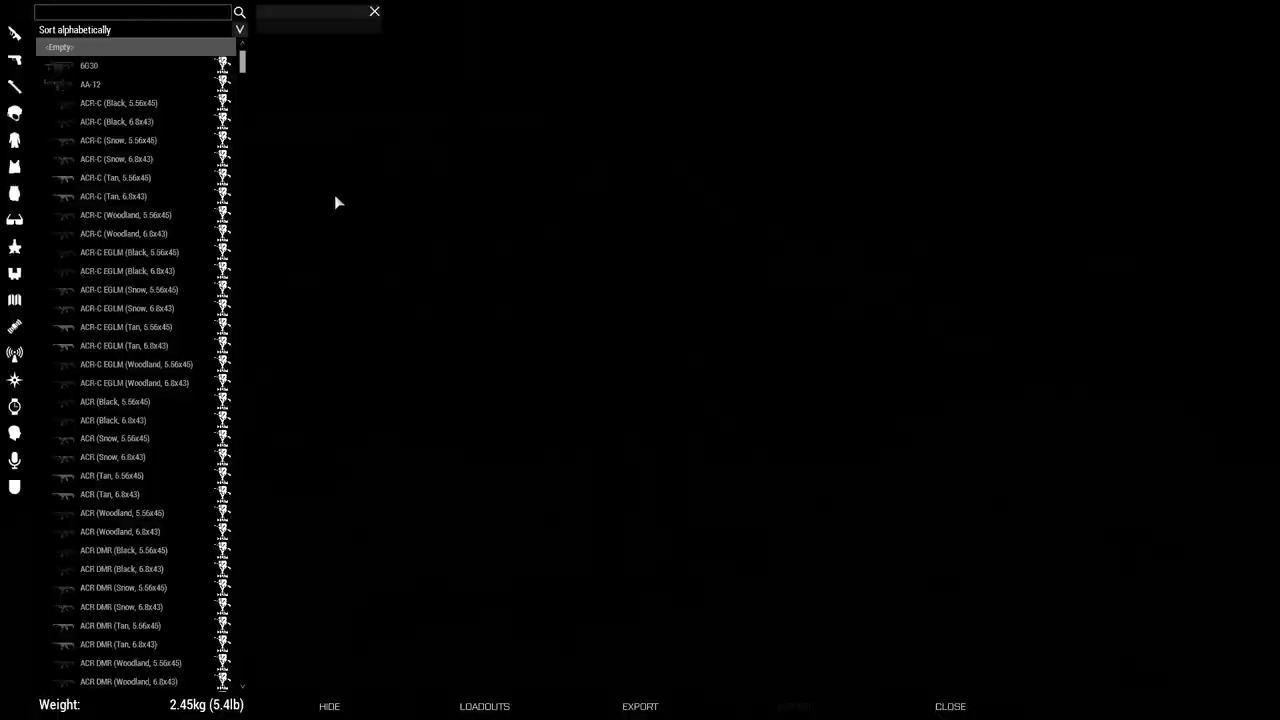 Sort alphabetically
<Empty>
6G30
AA-12
ACR-C (Black, 5.56x45)
ACR-C (Black, 6.8x43)
ACR-C (Snow, 5.56x45)
ACR-C (Snow, 6.8x43)
ACR-C (Tan, 5.56x45)
ACR-C (Tan, 6.8x43)
ACR-C (Woodland, 5.56x45)
ACR-C (Woodland, 6.8x43)
ACR-C EGLM (Black, 5.56x45)
ACR-C EGLM (Black, 6.8x43)
ACR-C EGLM (Snow, 5.56x45)
ACR-C EGLM (Snow, 6.8x43)
ACR-C EGLM (Tan, 5.56x45)
ACR-C EGLM (Tan, 6.8x43)
ACR-C EGLM (Woodland, 5.56x45)
ACR-C EGLM (Woodland, 6.8x43)
ACR (Black, 5.56x45)
ACR (Black, 6.8x43)
ACR (Snow, 5.56x45)
ACR (Snow, 6.8x43)
ACR (Tan, 5.56x45)
ACR (Tan, 6.8x43)
ACR (Woodland, 5.56x45)
ACR (Woodland, 6.8x43)
ACR DMR (Black, 5.56x45)
ACR DMR (Black, 6.8x43)
ACR DMR (Snow, 5.56x45)
ACR DMR (Snow, 6.8x43)
ACR DMR (Tan, 5.56x45)
ACR DMR (Tan, 6.8x43)
ACR DMR (Woodland, 5.56x45)
ACR DMR (Woodland, 6.8x43)
Weight: 2.45kg (5.4lb)
HIDE LOADOUTS EXPORT CLOSE